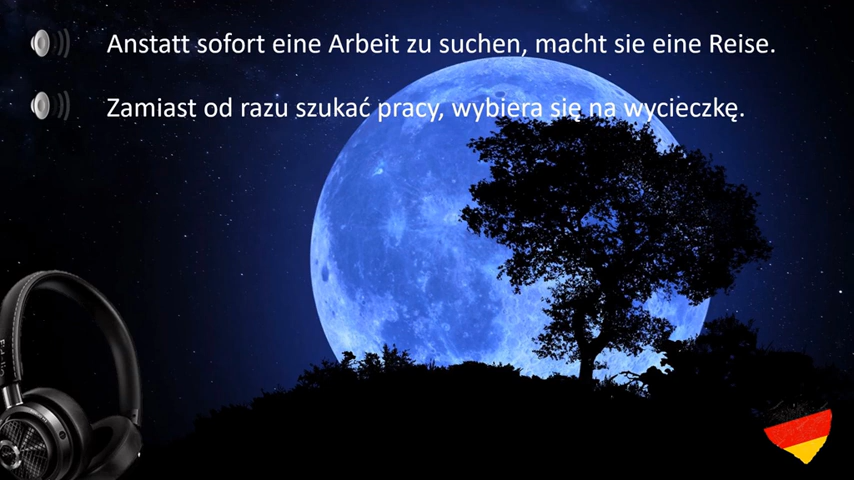 Anstatt sofort eine Arbeit zu suchen, macht sie eine Reise.
Zamiast od razu szukać pracy, wybiera się na wycieczkę.